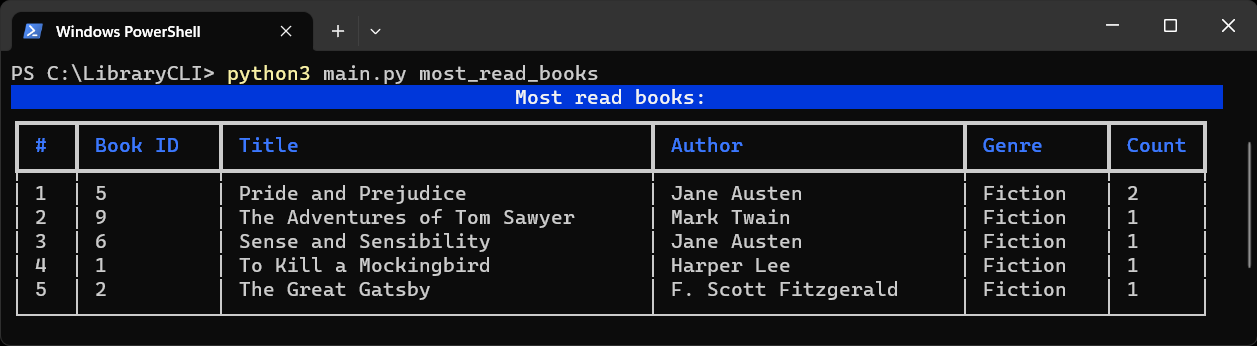 Windows PowerShell
PS C:\LibraryCLI> python3 main.py most_read_books
Most read books:
# Book ID Title Author Genre Count
1 5 Pride and Prejudice Jane Austen Fiction 2
2 9 The Adventures of Tom Sawyer Mark Twain Fiction 1
3 6 Sense and Sensibility Jane Austen Fiction 1
4 1 To Kill a Mockingbird Harper Lee Fiction 1
5 2 The Great Gatsby F. Scott Fitzgerald Fiction 1